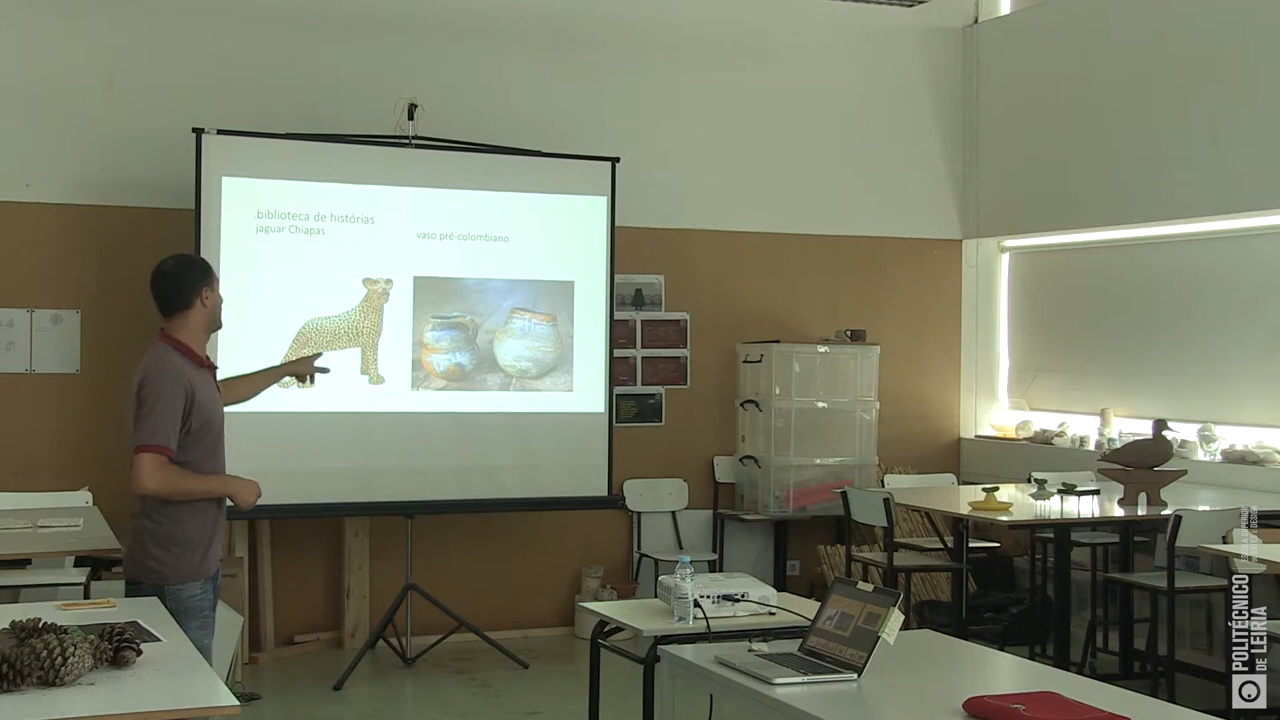 .biblioteca de histórias
jaguar Chiapas
vaso pré-colombiano
POLITÉCNICO
DE LEIRIA